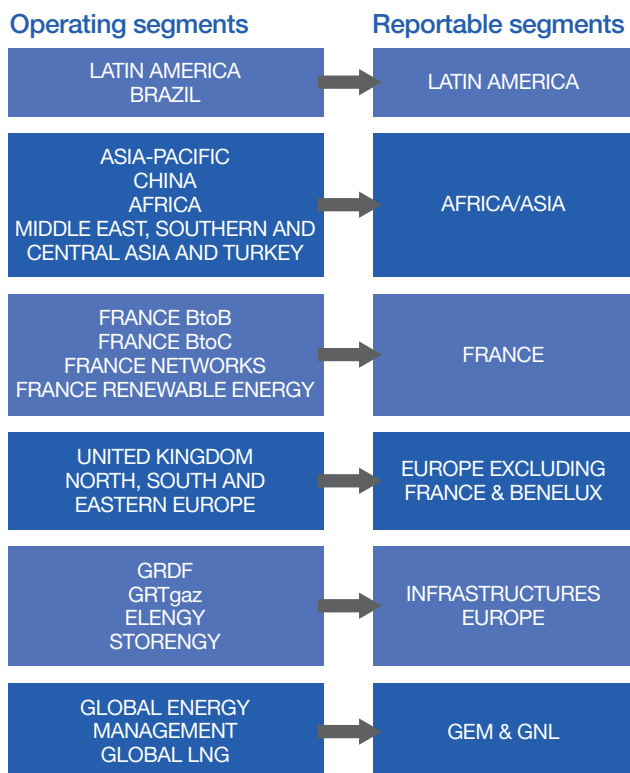 Operating segments
Reportable segments
LATIN AMERICA
BRAZIL
LATIN AMERICA
ASIA-PACIFIC
CHINA
AFRICA
MIDDLE EAST, SOUTHERN AND
CENTRAL ASIA AND TURKEY
AFRICA/ASIA
FRANCE BtoB
FRANCE BtoC
FRANCE NETWORKS
FRANCE RENEWABLE ENERGY
FRANCE
UNITED KINGDOM
NORTH, SOUTH AND
EASTERN EUROPE
EUROPE EXCLUDING
FRANCE & BENELUX
GRDF
GRTgaz
ELENGY
STORENGY
INFRASTRUCTURES
EUROPE
GLOBAL ENERGY
MANAGEMENT
GLOBAL LNG
GEM & GNL